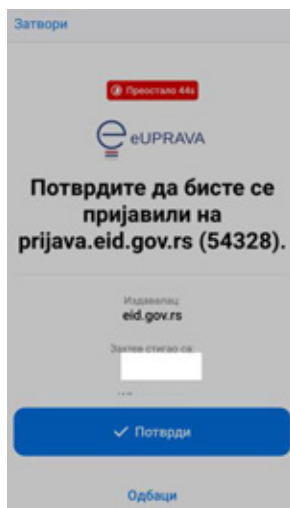 Затвори
Преостало 44s
eUPRAVA
Потврдите да бисте се
пријавили на
prijava.eid.gov.rs (54328).
Издавалац
eid.gov.rs
Захтев стигао са:
Потврди
Одбаци